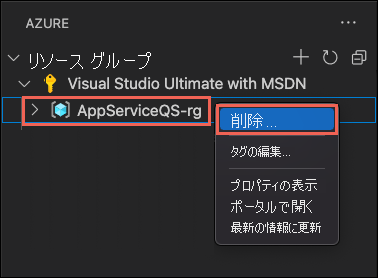 AZURE
リソース グループ
Visual Studio Ultimate with MSDN
AppServiceQS-rg
削除...
タグの編集...
プロパティの表示
ポータルで開く
最新の情報に更新